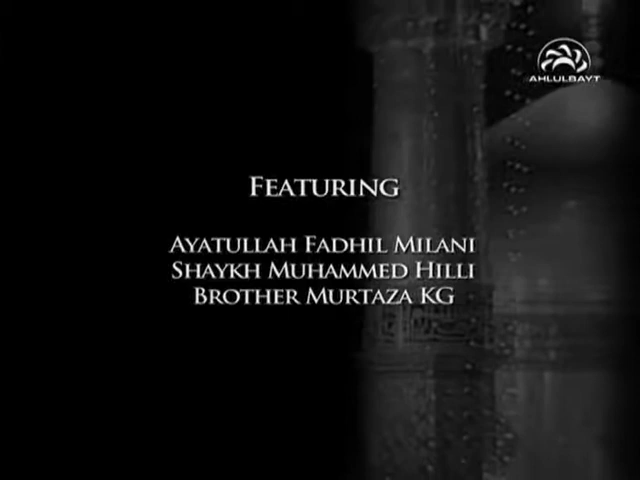 AHLULBAYT
FEATURING
AYATULLAH FADHIL MILANI
SHAYKH MUHAMMED HILLI
BROTHER MURTAZA KG